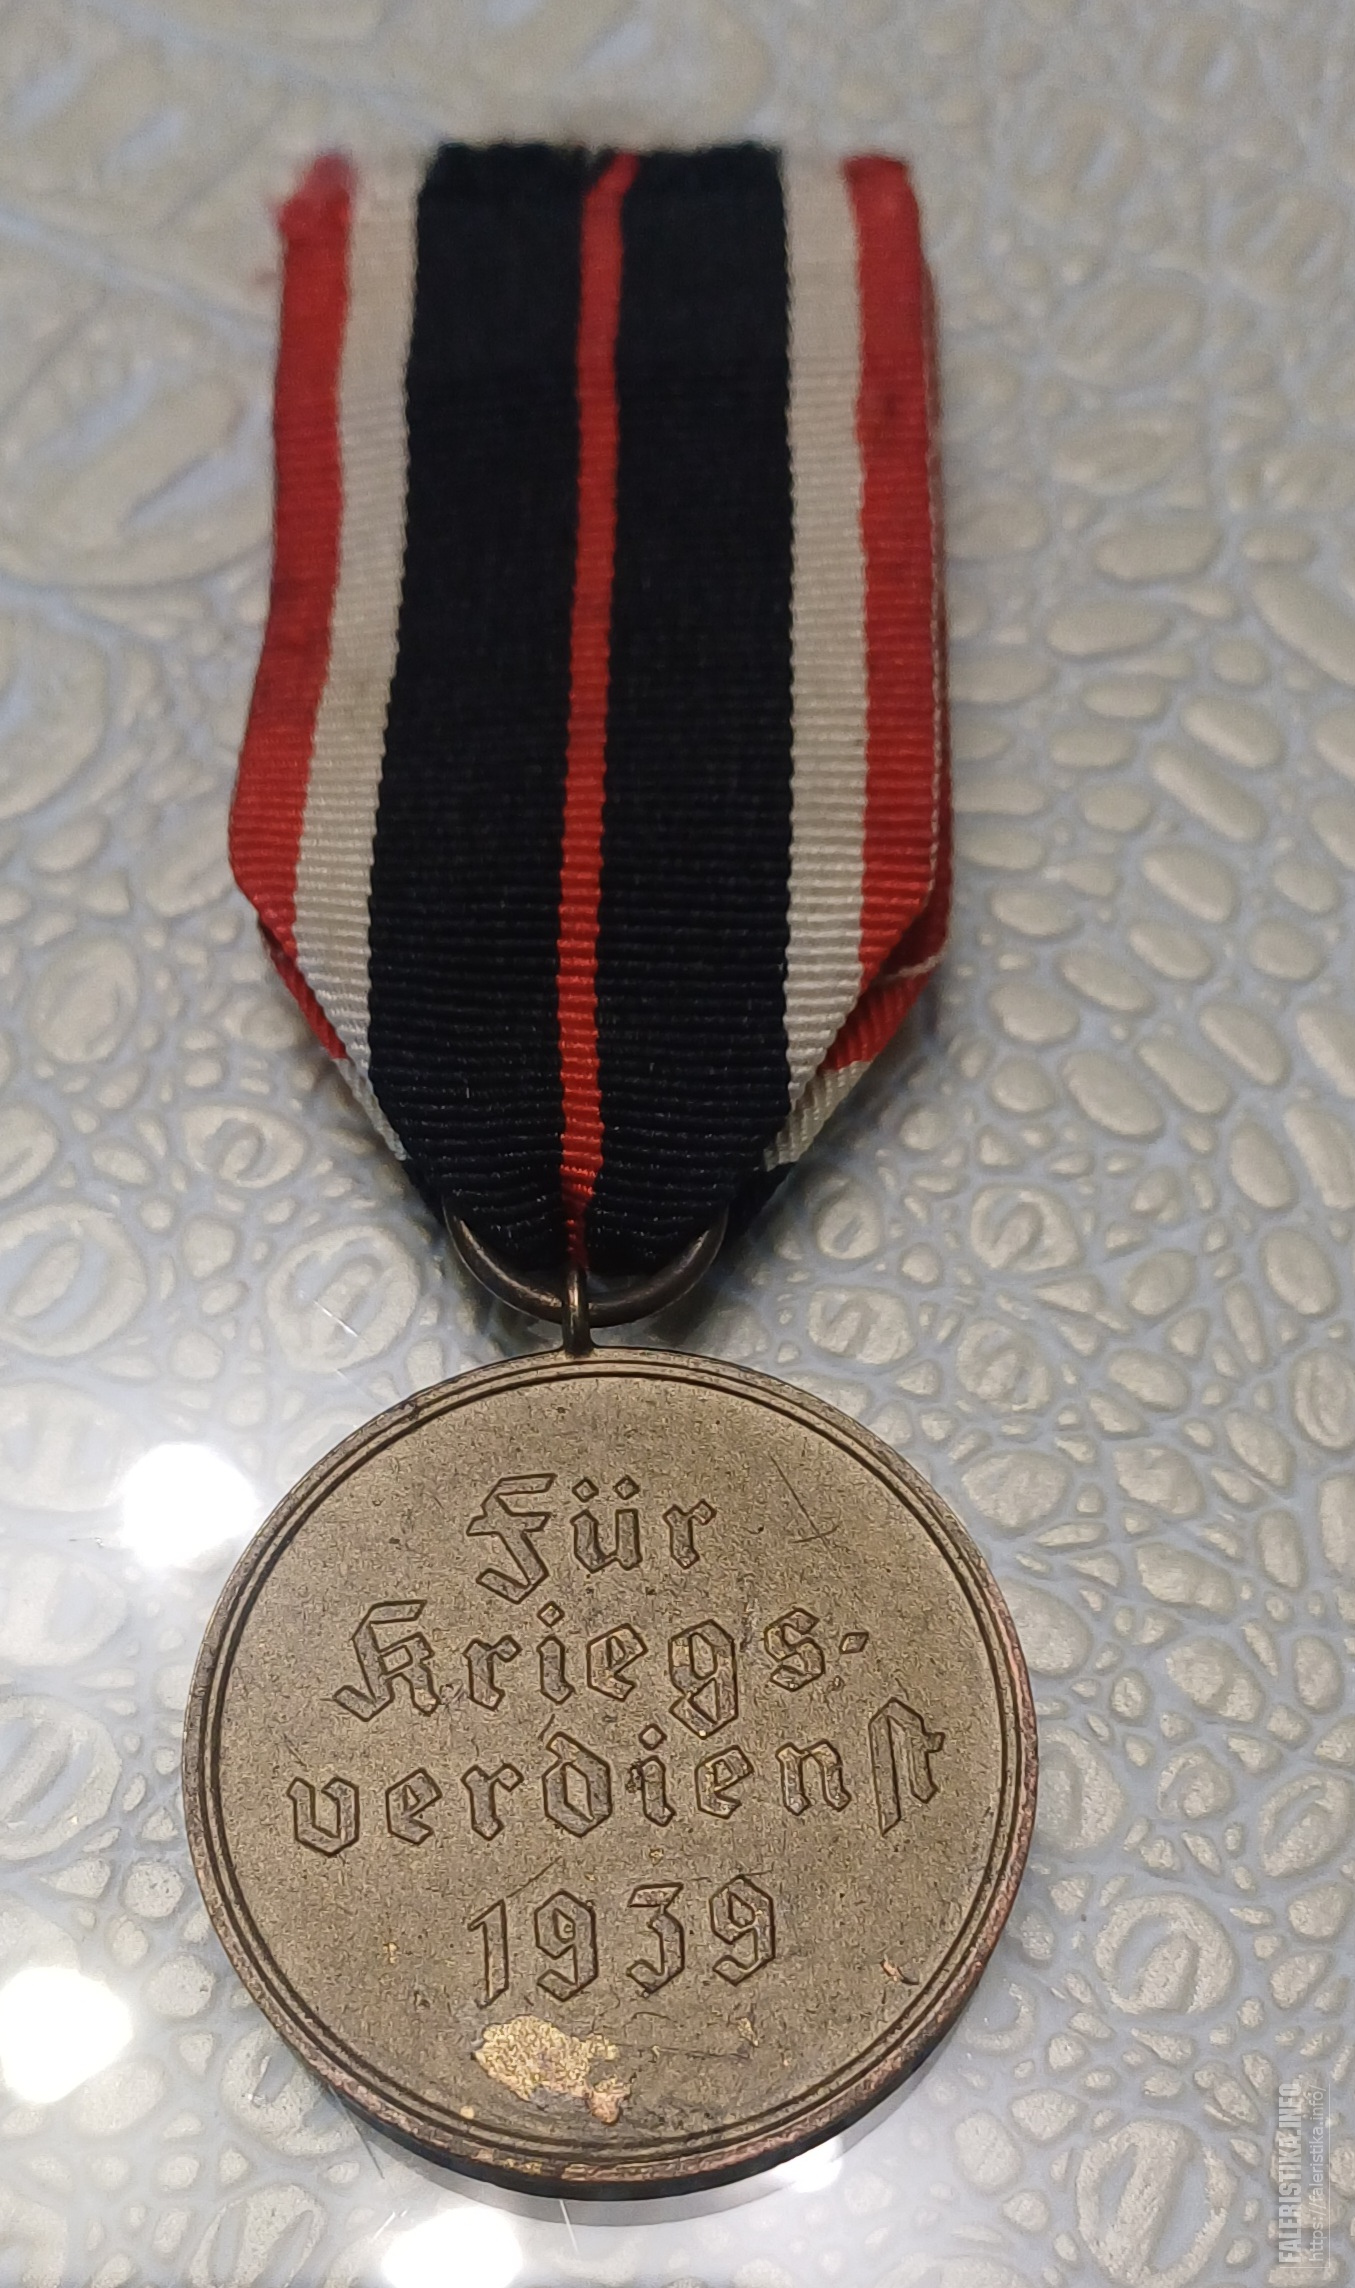 Für
Kriegs-
verdienst
1939
FALERISTIKA.INFO
https://faleristika.info/